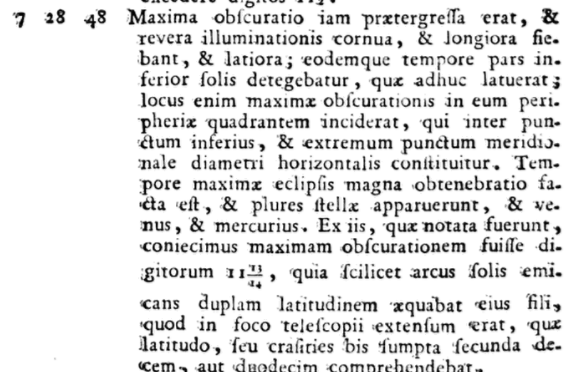 excedere digitos 11
7 28 48 Maxima obſcuratio iam prætergreſſa erat, &
revera illuminationis cornua, & longiora fie-
bant, & latiora; eodemque tempore pars in-
ferior ſolis detegebatur, quæ adhuc latuerat;
locus enim maximæ obſcurationis in eum peri-
pheriæ quadrantem inciderat, qui inter pun-
ctum inferius, & extremum punctum meridio-
nale diametri horizontalis conſtituitur. Tem-
pore maximæ eclipſis magna obtenebratio fa-
cta eſt, & plures ſtellæ apparuerunt, & ve-
nus, & mercurius. Ex iis, quæ notata fuerunt,
coniecimus maximam obſcurationem fuiſſe di-
gitorum 11 13/14, quia ſcilicet arcus ſolis emi-
cans duplam latitudinem æquabat eius fili,
quod in foco teleſcopii extenſum erat, quæ
latitudo, ſeu craſities bis ſumpta ſecunda de-
cem, aut duodecim comprehendebat.